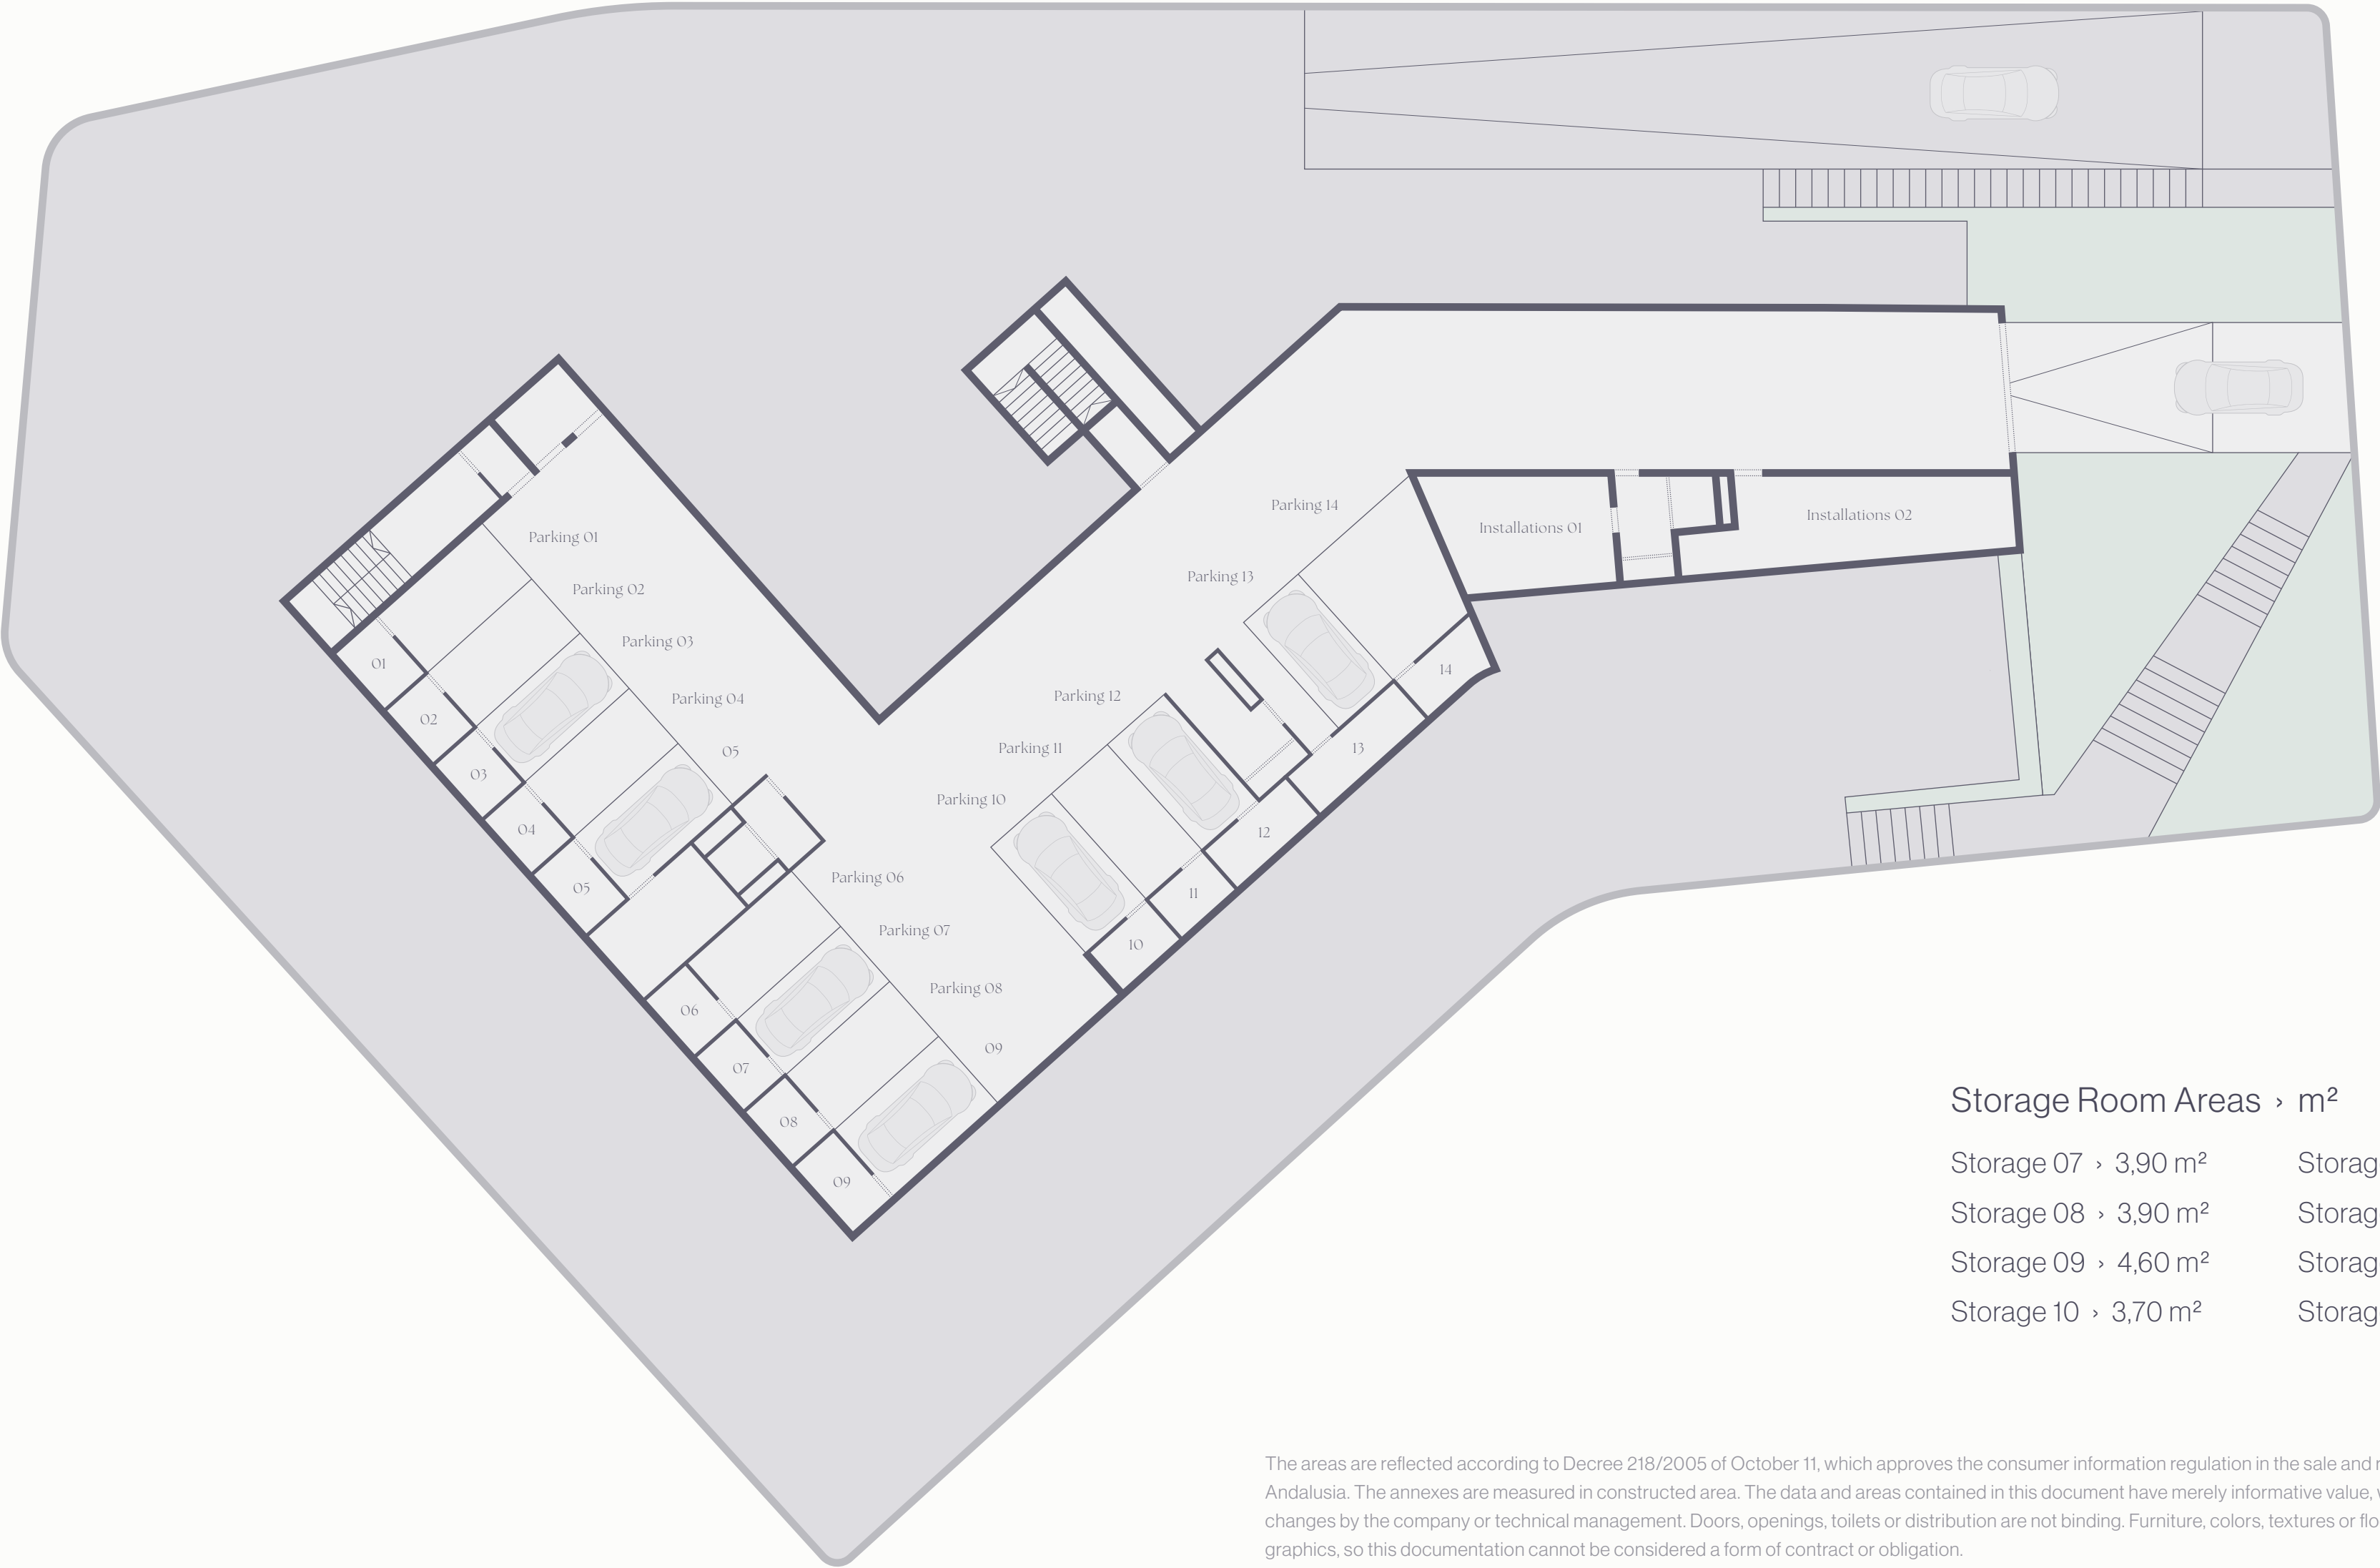 Parking 14
Installations 01
Installations 02
Parking 01
Parking 13
Parking 02
Parking 03
01
14
Parking 12
Parking 04
02
Parking 11
13
05
03
Parking 10
04
12
Parking 06
05
11
Parking 07
10
Parking 08
06
09
07
08
09
Storage Room Areas › m²
Storage 07 › 3,90 m²
Storag
Storage 08 › 3,90 m²
Storag
Storage 09 › 4,60 m²
Storag
Storage 10 › 3,70 m²
Storag
The areas are reflected according to Decree 218/2005 of October 11, which approves the consumer information regulation in the sale and
Andalusia. The annexes are measured in constructed area. The data and areas contained in this document have merely informative value,
changes by the company or technical management. Doors, openings, toilets or distribution are not binding. Furniture, colors, textures or flo
graphics, so this documentation cannot be considered a form of contract or obligation.